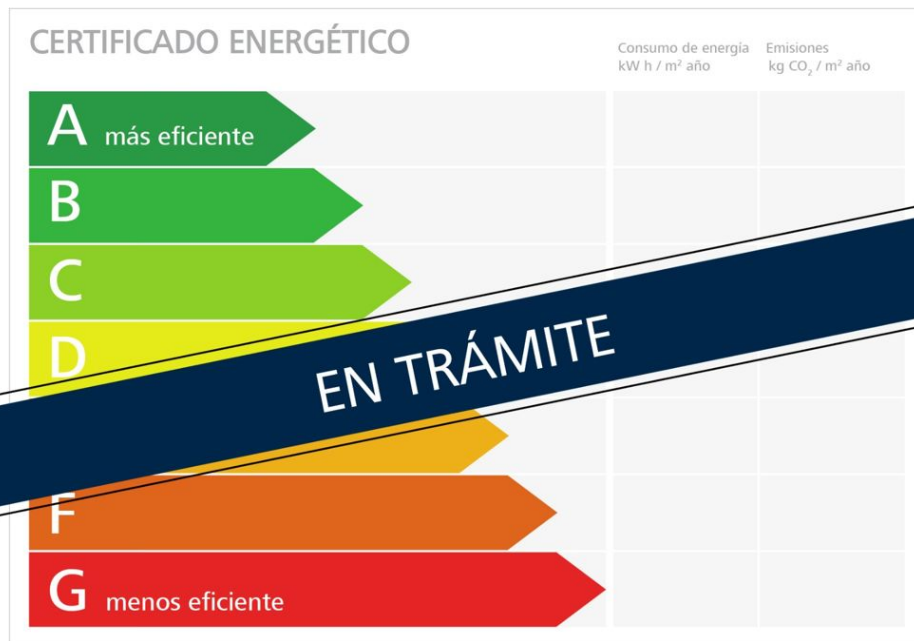 CERTIFICADO ENERGÉTICO
Consumo de energía
kW h / m² año
Emisiones
kg CO₂ / m² año
A más eficiente
B
C
D
EN TRÁMITE
F
G menos eficiente